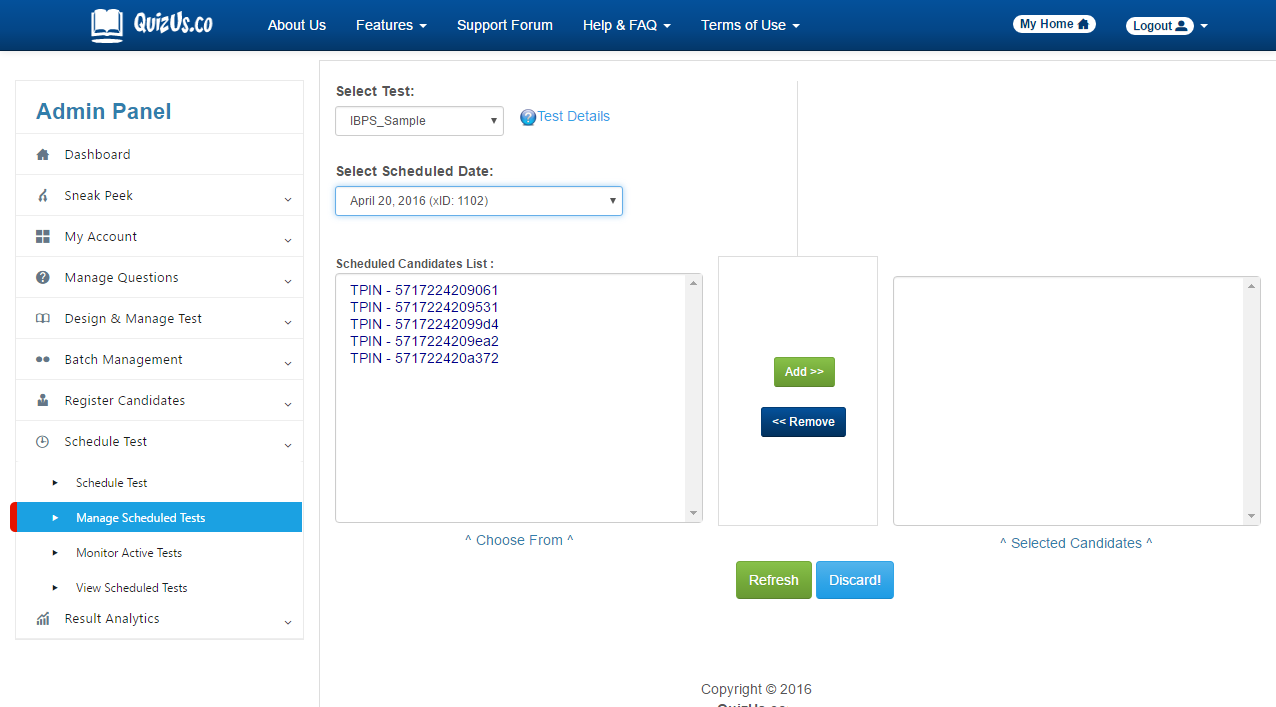 QuizUs.co
About Us
Features
Support Forum
Help & FAQ
Terms of Use
My Home
Logout
Admin Panel
Dashboard
Sneak Peek
My Account
Manage Questions
Design & Manage Test
Batch Management
Register Candidates
Schedule Test
Schedule Test
Manage Scheduled Tests
Monitor Active Tests
View Scheduled Tests
Result Analytics
Select Test:
IBPS_Sample
Test Details
Select Scheduled Date:
April 20, 2016 (xID: 1102)
Scheduled Candidates List :
TPIN - 5717224209061
TPIN - 5717224209531
TPIN - 57172242099d4
TPIN - 5717224209ea2
TPIN - 571722420a372
^ Choose From ^
Add >>
<< Remove
^ Selected Candidates ^
Refresh
Discard!
Copyright © 2016
QuizUs.co